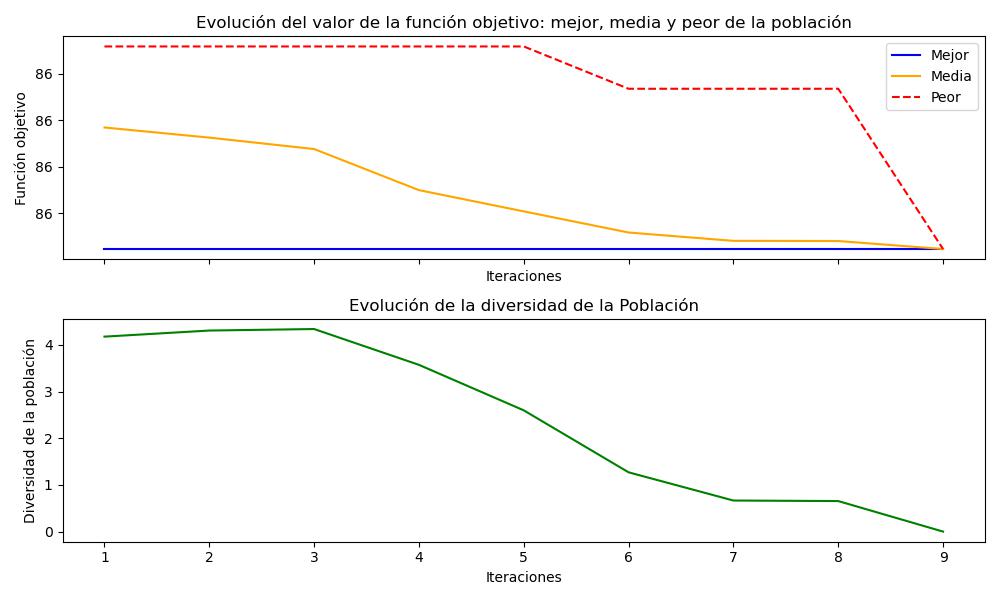 Evolución del valor de la función objetivo: mejor, media y peor de la población
Función objetivo
86
86
86
86
Mejor
Media
Peor
Iteraciones
Evolución de la diversidad de la Población
Diversidad de la población
4
3
2
1
0
1 2 3 4 5 6 7 8 9
Iteraciones